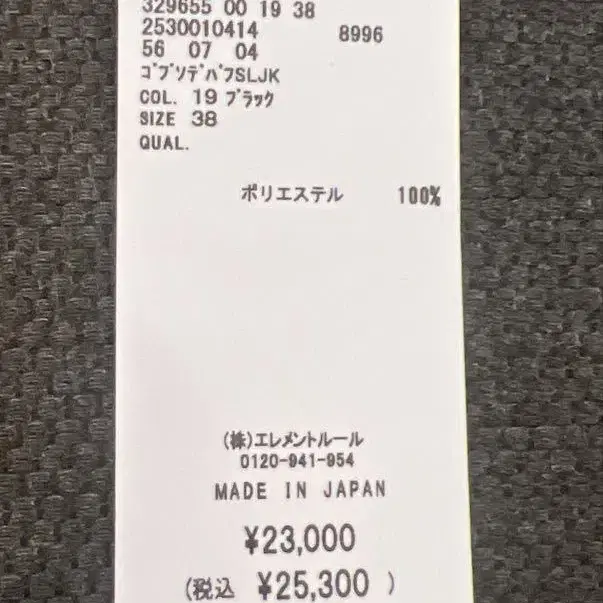 329655 00 19 38
2530010414 8996
56 07 04
ｺﾞﾌﾞｿﾃﾞﾊﾟﾌSLJK
COL. 19 ﾌﾞﾗｯｸ
SIZE 38
QUAL.
ポリエステル 100%
(株)エレメントルール
0120-941-954
MADE IN JAPAN
¥23,000
(税込 ¥25,300 )